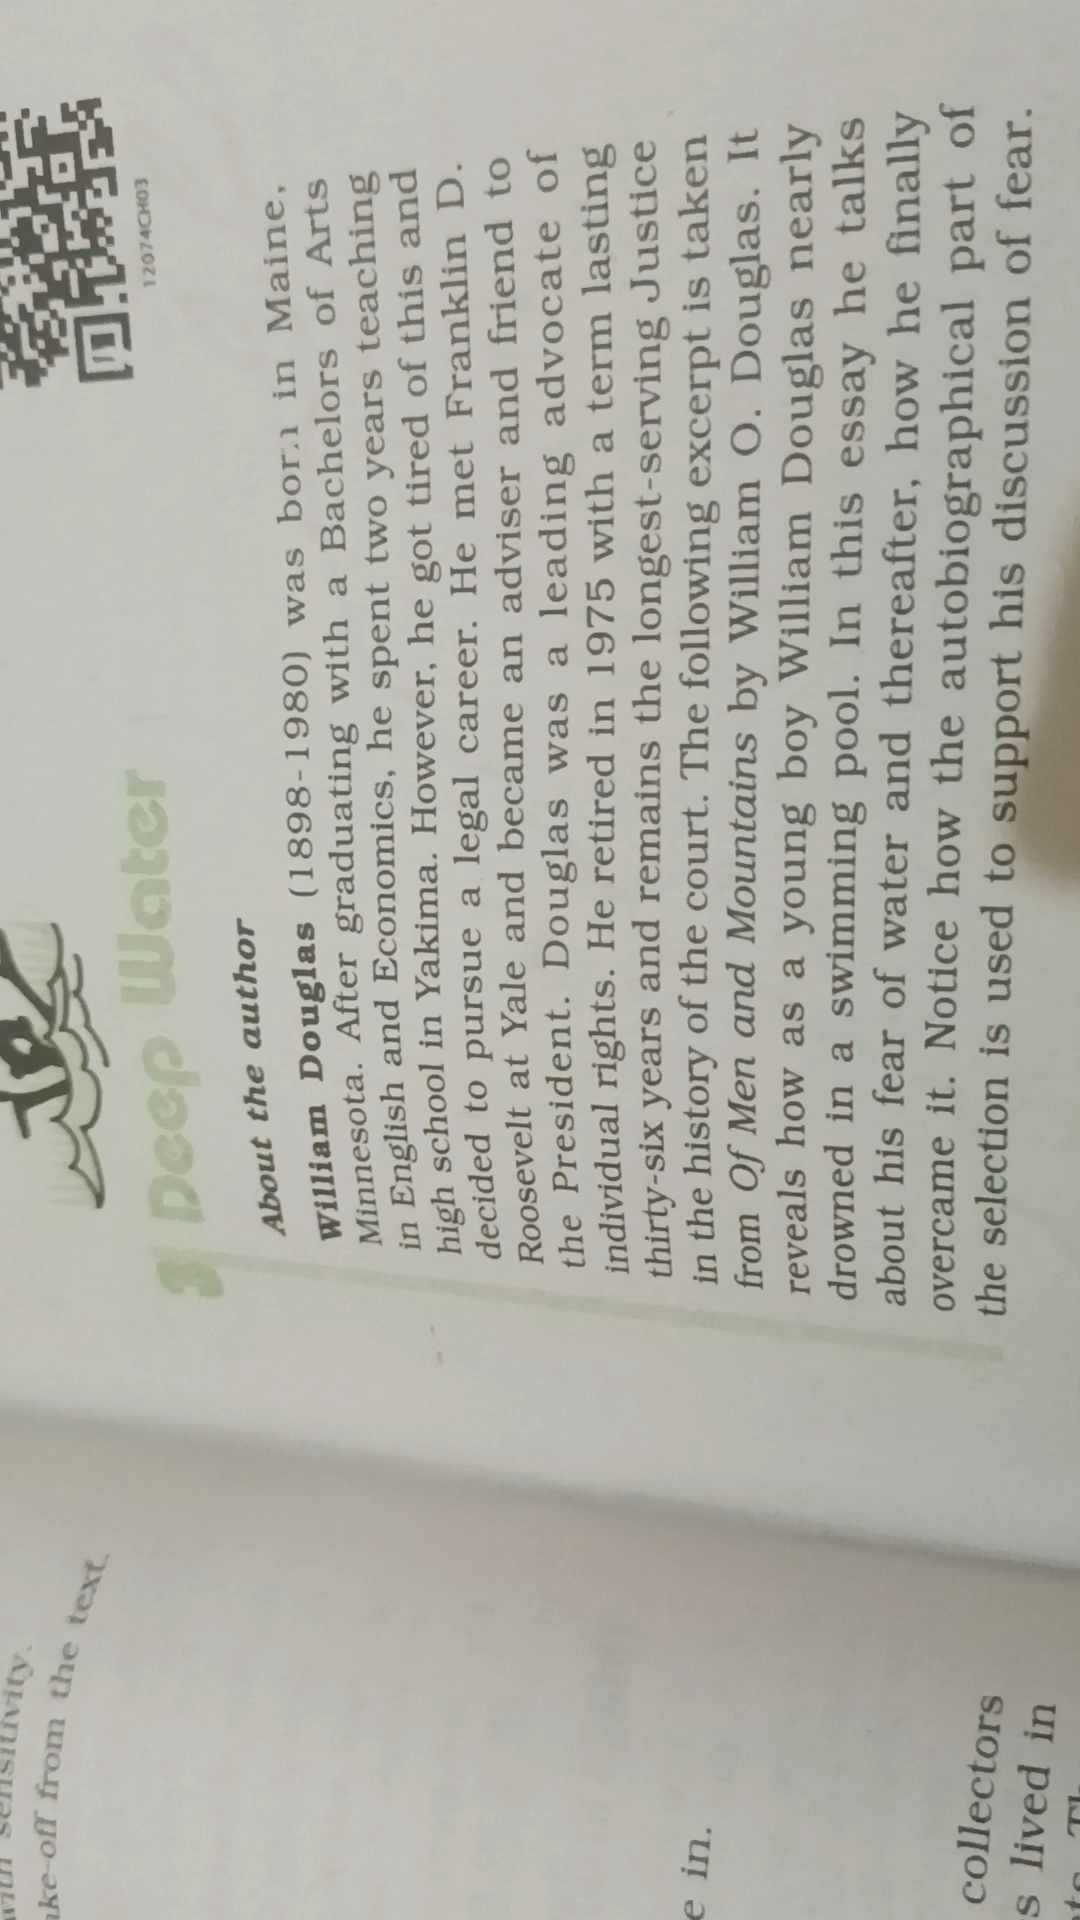 12074CH03
3 Deep Water
About the author
William Douglas (1898-1980) was born in Maine,
Minnesota. After graduating with a Bachelors of Arts
in English and Economics, he spent two years teaching
high school in Yakima. However, he got tired of this and
decided to pursue a legal career. He met Franklin D.
Roosevelt at Yale and became an adviser and friend to
the President. Douglas was a leading advocate of
individual rights. He retired in 1975 with a term lasting
thirty-six years and remains the longest-serving Justice
in the history of the court. The following excerpt is taken
from Of Men and Mountains by William O. Douglas. It
reveals how as a young boy William Douglas nearly
drowned in a swimming pool. In this essay he talks
about his fear of water and thereafter, how he finally
overcame it. Notice how the autobiographical part of
the selection is used to support his discussion of fear.
sensitivity.
from the text.
in.
collectors
lived in